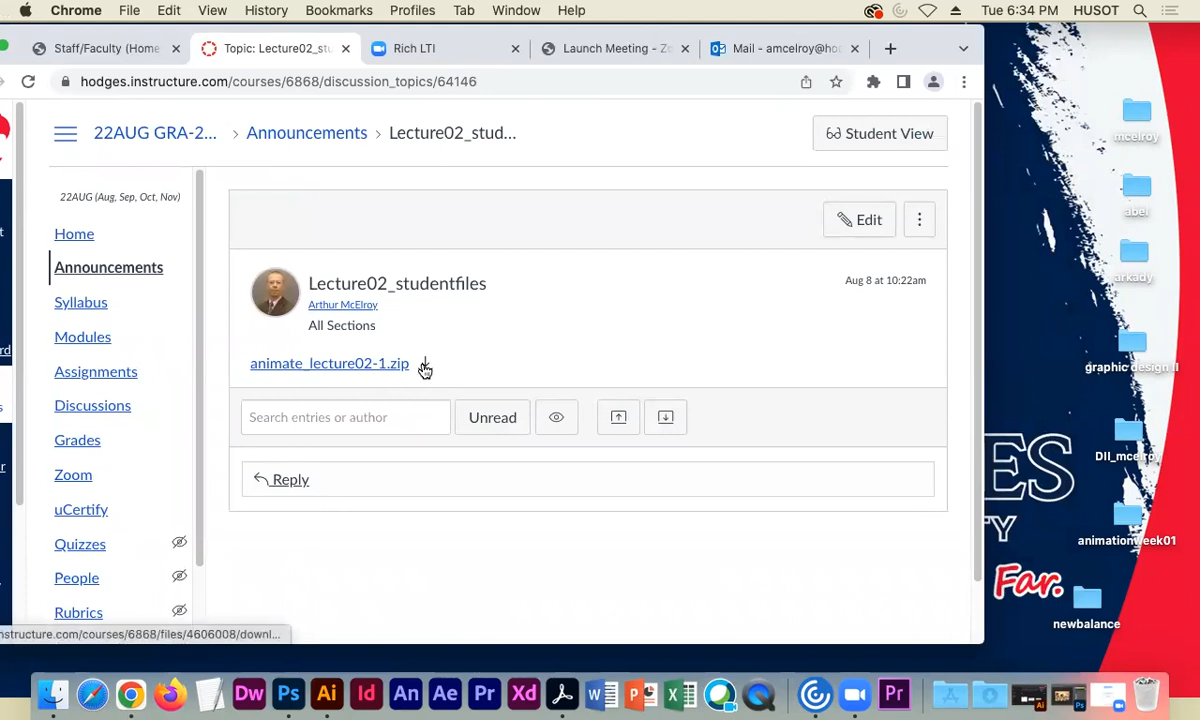 Chrome File Edit View History Bookmarks Profiles Tab Window Help Tue 6:34 PM HUSOT
Staff/Faculty (Home Topic: Lecture02_stu Rich LTI Launch Meeting - Z Mail - amcelroy@ho
hodges.instructure.com/courses/6868/discussion_topics/64146
22AUG GRA-2... Announcements Lecture02_stud... Student View
22AUG (Aug, Sep, Oct, Nov)
Home
Announcements
Syllabus
Modules
Assignments
Discussions
Grades
Zoom
uCertify
Quizzes
People
Rubrics
Edit
Lecture02_studentfiles
Aug 8 at 10:22am
Arthur McElroy
All Sections
animate_lecture02-1.zip
Search entries or author Unread
Reply
nstructure.com/courses/6868/files/4606008/downl...
mcelroy
abel
arkady
graphic design II
DII_mcelroy
animationweek01
newbalance
ES
TY
Far.
Dw Ps Ai Id An Ae Pr Xd Pr